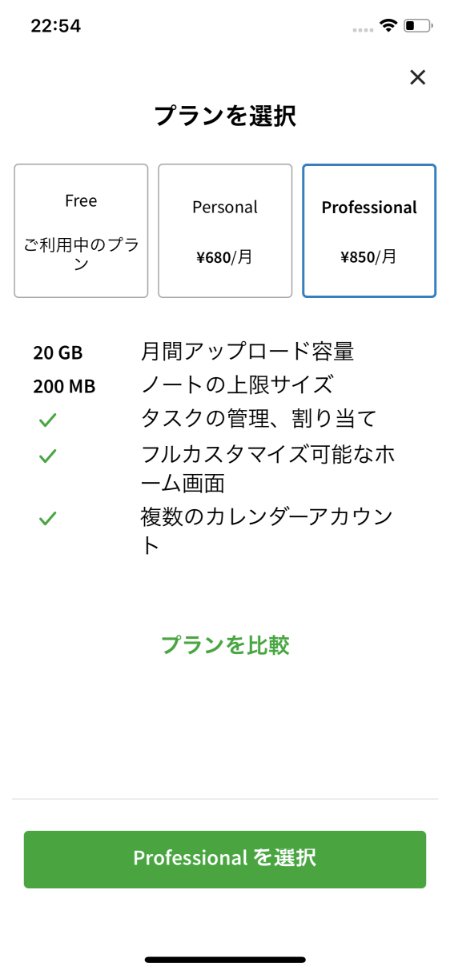 22:54
プランを選択
Free
ご利用中のプラ
ン
Personal
¥680/月
Professional
¥850/月
20 GB 月間アップロード容量
200 MB ノートの上限サイズ
タスクの管理、割り当て
フルカスタマイズ可能なホ
ーム画面
複数のカレンダーアカウン
ト
プランを比較
Professional を選択